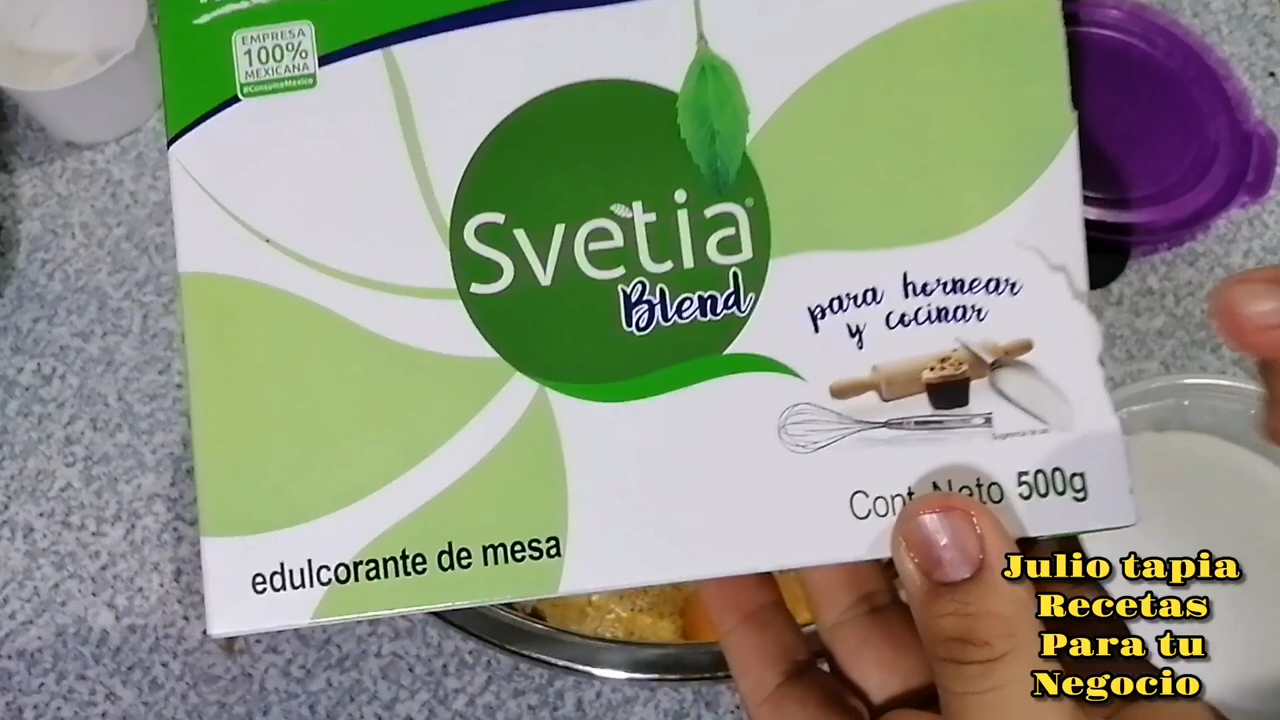 EMPRESA
100%
MEXICANA
#ConsumeMéxico
Svetia®
Blend
para hornear
y cocinar
Cont. Neto 500g
edulcorante de mesa
Julio tapia
Recetas
Para tu
Negocio